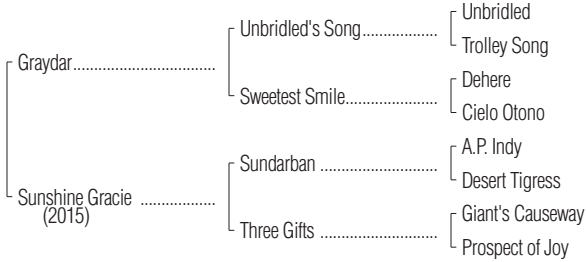 Unbridled
Unbridled's Song
Trolley Song
Graydar
Dehere
Sweetest Smile
Cielo Otono
A.P. Indy
Sundarban
Desert Tigress
Sunshine Gracie
(2015)
Giant's Causeway
Three Gifts
Prospect of Joy